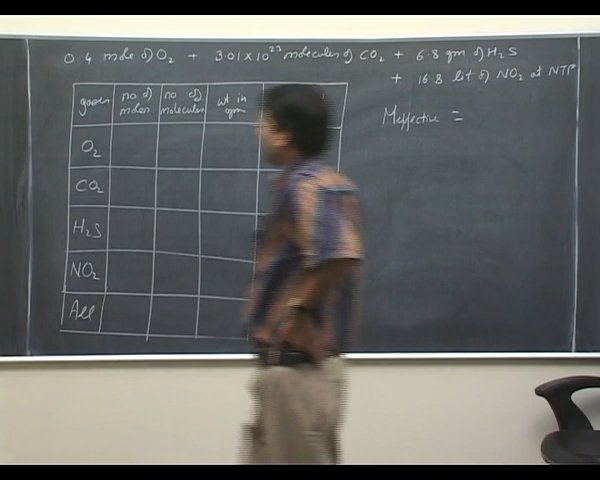 0.4 mole of O2 + 3.01×10^23 molecules of CO2 + 6.8 gm of H2S
+ 16.8 lit of NO2 at NTP
gases no of moles no of molecules wt in gm
Meffective =
O2
CO2
H2S
NO2
All